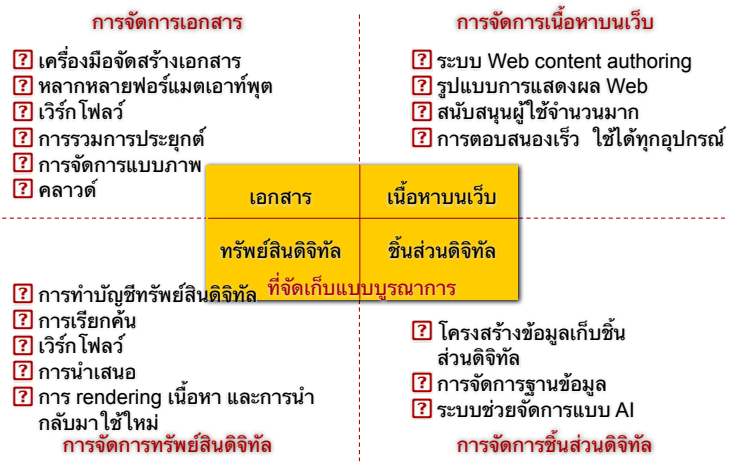 การจัดการเอกสาร
เครื่องมือจัดสร้างเอกสาร
หลากหลายฟอร์แมตเอาท์พุต
เวิร์กโฟลว์
การรวมการประยุกต์
การจัดการแบบภาพ
คลาวด์
การจัดการเนื้อหาบนเว็บ
ระบบ Web content authoring
รูปแบบการแสดงผล Web
สนับสนุนผู้ใช้จำนวนมาก
การตอบสนองเร็ว ใช้ได้ทุกอุปกรณ์
เอกสาร
เนื้อหาบนเว็บ
ทรัพย์สินดิจิทัล
ชิ้นส่วนดิจิทัล
ที่จัดเก็บแบบบูรณาการ
การทำบัญชีทรัพย์สินดิจิทัล
การเรียกค้น
เวิร์กโฟลว์
การนำเสนอ
การ rendering เนื้อหา และการนำ
กลับมาใช้ใหม่
การจัดการทรัพย์สินดิจิทัล
โครงสร้างข้อมูลเก็บชิ้น
ส่วนดิจิทัล
การจัดการฐานข้อมูล
ระบบช่วยจัดการแบบ AI
การจัดการชิ้นส่วนดิจิทัล